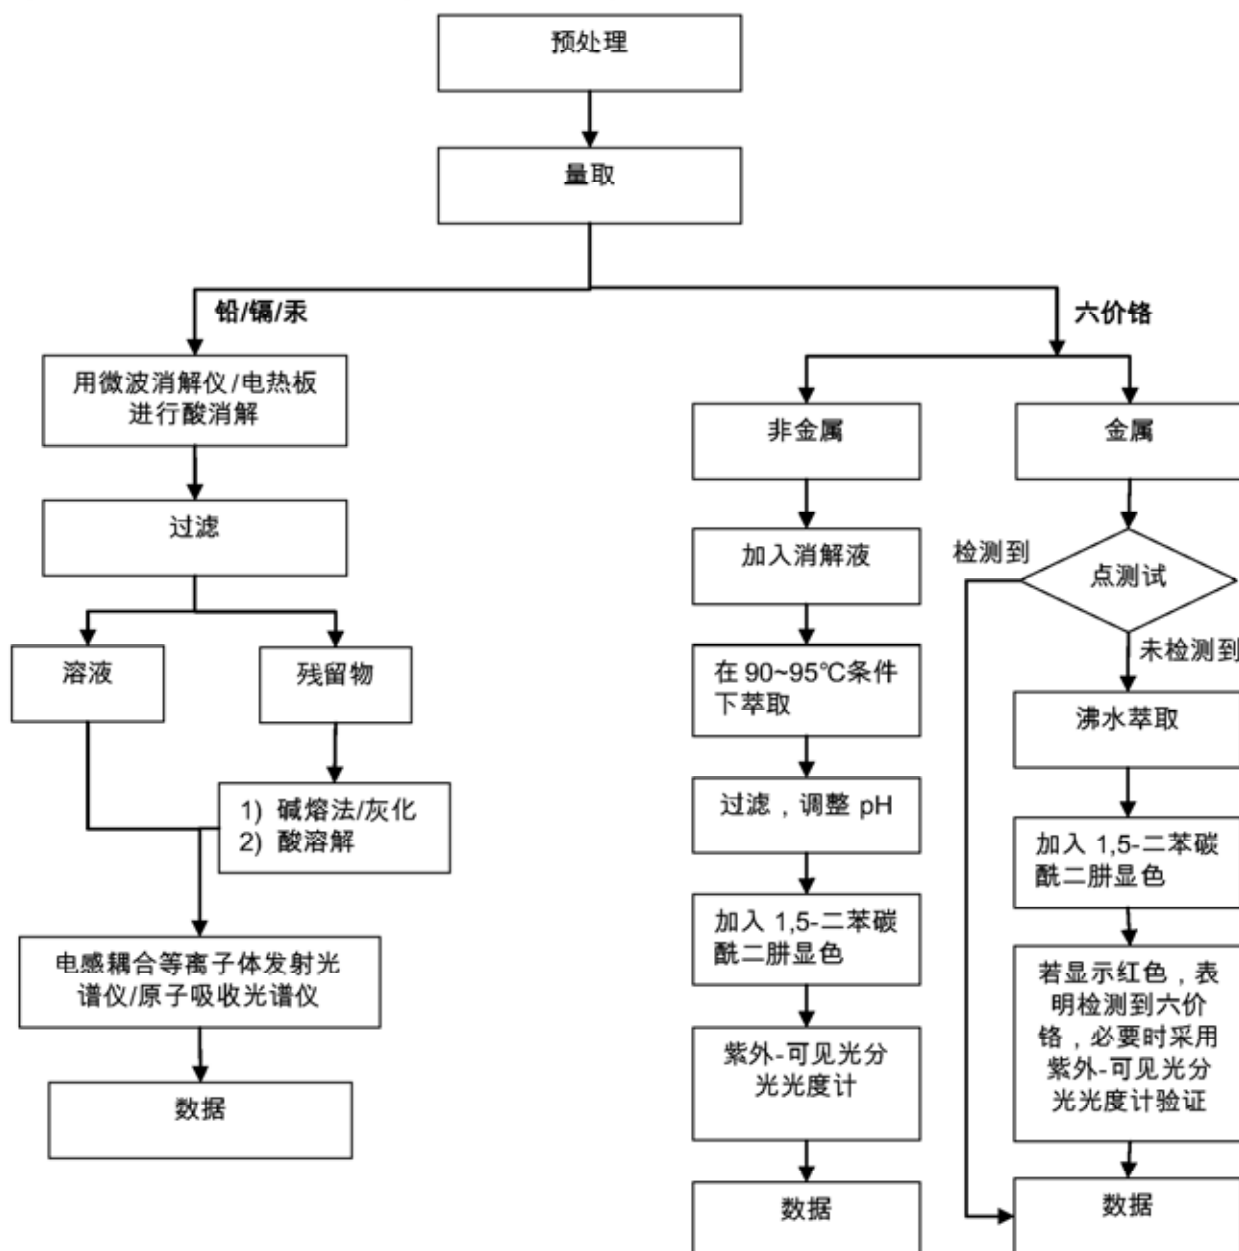 预处理
量取
铅/镉/汞
用微波消解仪/电热板
进行酸消解
过滤
溶液
残留物
1) 碱熔法/灰化
2) 酸溶解
电感耦合等离子体发射光
谱仪/原子吸收光谱仪
数据
六价铬
非金属
加入消解液
在 90~95℃条件
下萃取
过滤，调整 pH
加入 1,5-二苯碳
酰二肼显色
紫外-可见光分
光光度计
数据
金属
点测试
检测到
未检测到
沸水萃取
加入 1,5-二苯碳
酰二肼显色
若显示红色，表
明检测到六价
铬，必要时采用
紫外-可见光分
光光度计验证
数据